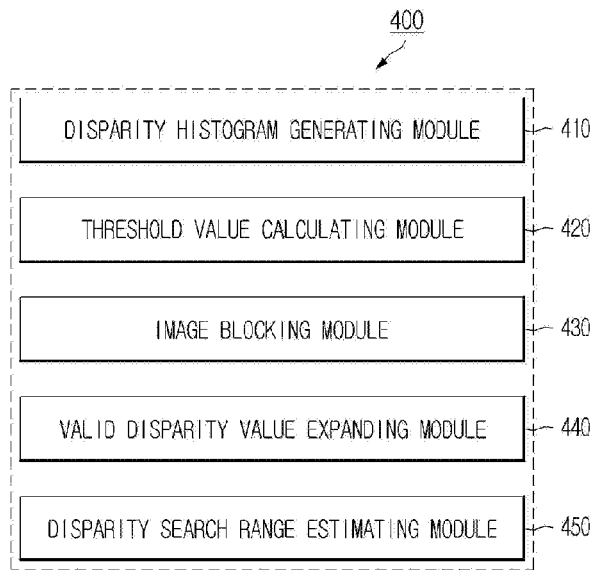 400
DISPARITY HISTOGRAM GENERATING MODULE 410
THRESHOLD VALUE CALCULATING MODULE 420
IMAGE BLOCKING MODULE 430
VALID DISPARITY VALUE EXPANDING MODULE 440
DISPARITY SEARCH RANGE ESTIMATING MODULE 450